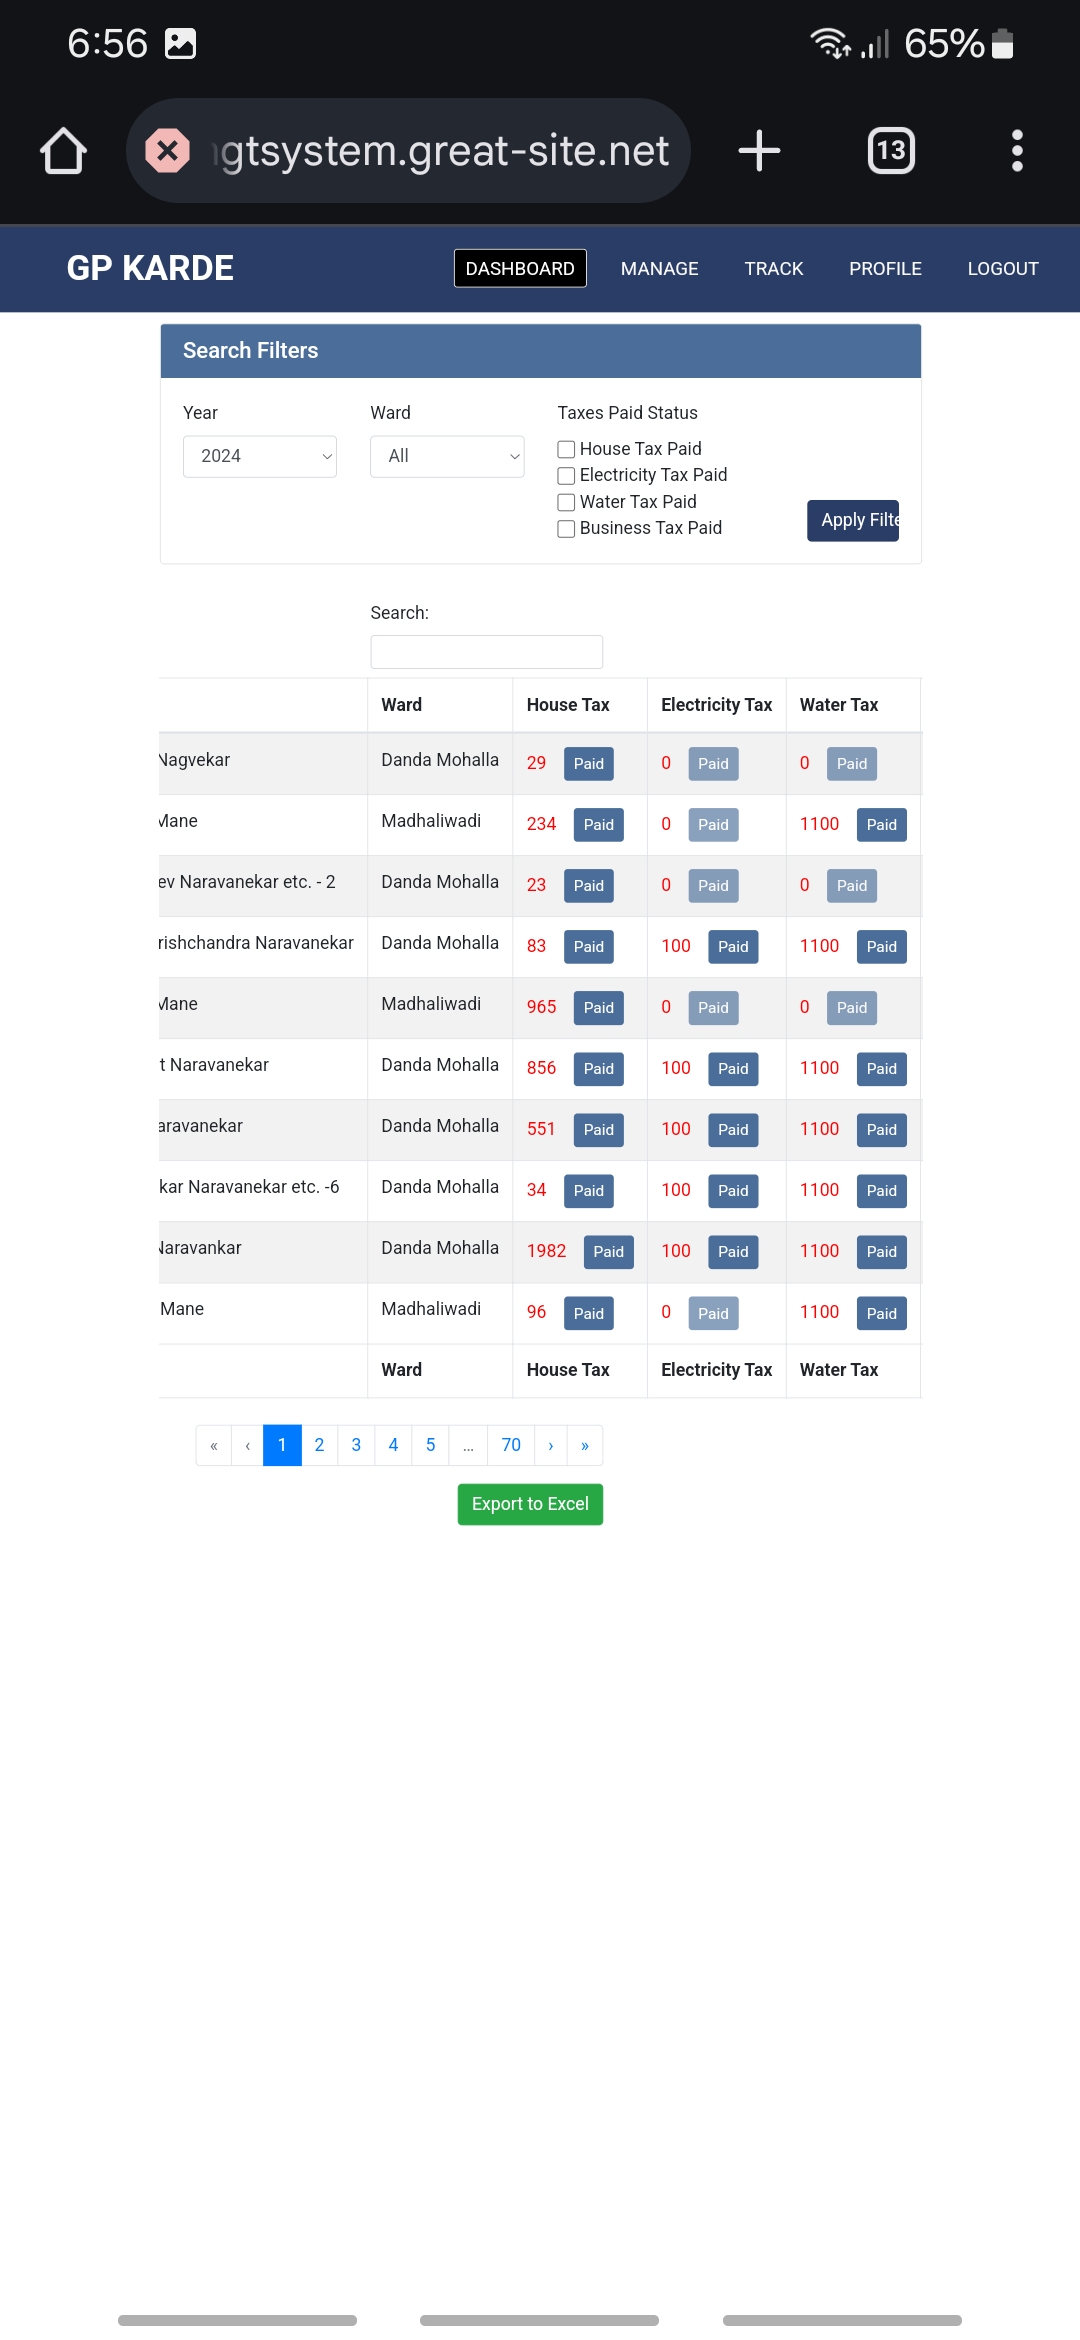 6:56 65%
gtsystem.great-site.net 13
GP KARDE DASHBOARD MANAGE TRACK PROFILE LOGOUT
Search Filters
Year Ward Taxes Paid Status
2024 All House Tax Paid
Electricity Tax Paid
Water Tax Paid
Business Tax Paid Apply Filte
Search:
Ward House Tax Electricity Tax Water Tax
Nagvekar Danda Mohalla 29 Paid 0 Paid 0 Paid
Mane Madhaliwadi 234 Paid 0 Paid 1100 Paid
ev Naravanekar etc. - 2 Danda Mohalla 23 Paid 0 Paid 0 Paid
rishchandra Naravanekar Danda Mohalla 83 Paid 100 Paid 1100 Paid
Mane Madhaliwadi 965 Paid 0 Paid 0 Paid
t Naravanekar Danda Mohalla 856 Paid 100 Paid 1100 Paid
aravanekar Danda Mohalla 551 Paid 100 Paid 1100 Paid
kar Naravanekar etc. -6 Danda Mohalla 34 Paid 100 Paid 1100 Paid
Naravankar Danda Mohalla 1982 Paid 100 Paid 1100 Paid
Mane Madhaliwadi 96 Paid 0 Paid 1100 Paid
Ward House Tax Electricity Tax Water Tax
« ‹ 1 2 3 4 5 ... 70 › »
Export to Excel